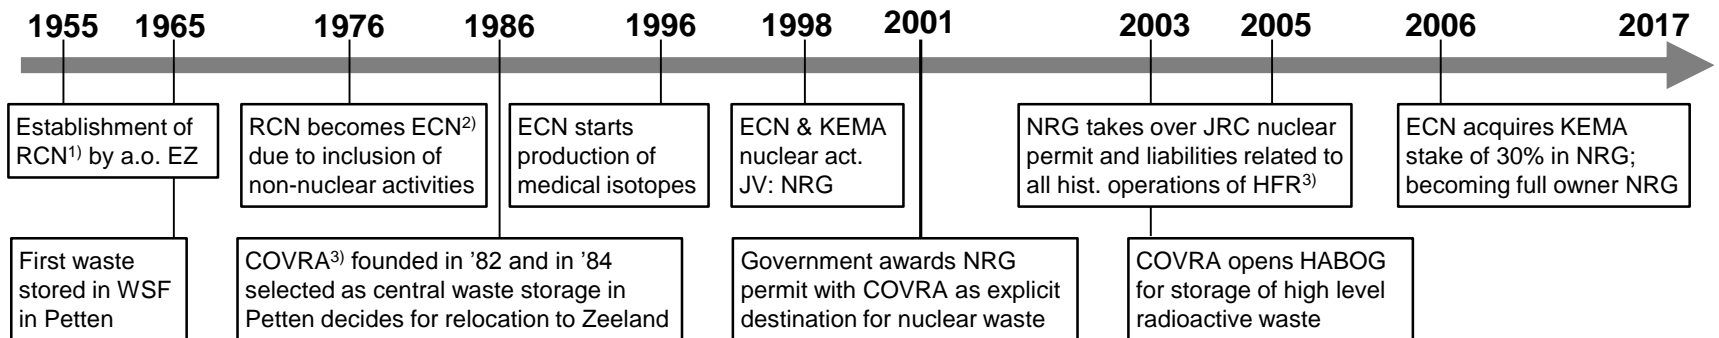 1955 1965 1976 1986 1996 1998 2001 2003 2005 2006 2017
Establishment of
RCN1) by a.o. EZ
RCN becomes ECN2)
due to inclusion of
non-nuclear activities
ECN starts
production of
medical isotopes
ECN & KEMA
nuclear act.
JV: NRG
NRG takes over JRC nuclear
permit and liabilities related to
all hist. operations of HFR3)
ECN acquires KEMA
stake of 30% in NRG;
becoming full owner NRG
First waste
stored in WSF
in Petten
COVRA3) founded in ’82 and in ’84
selected as central waste storage in
Petten decides for relocation to Zeeland
Government awards NRG
permit with COVRA as explicit
destination for nuclear waste
COVRA opens HABOG
for storage of high level
radioactive waste